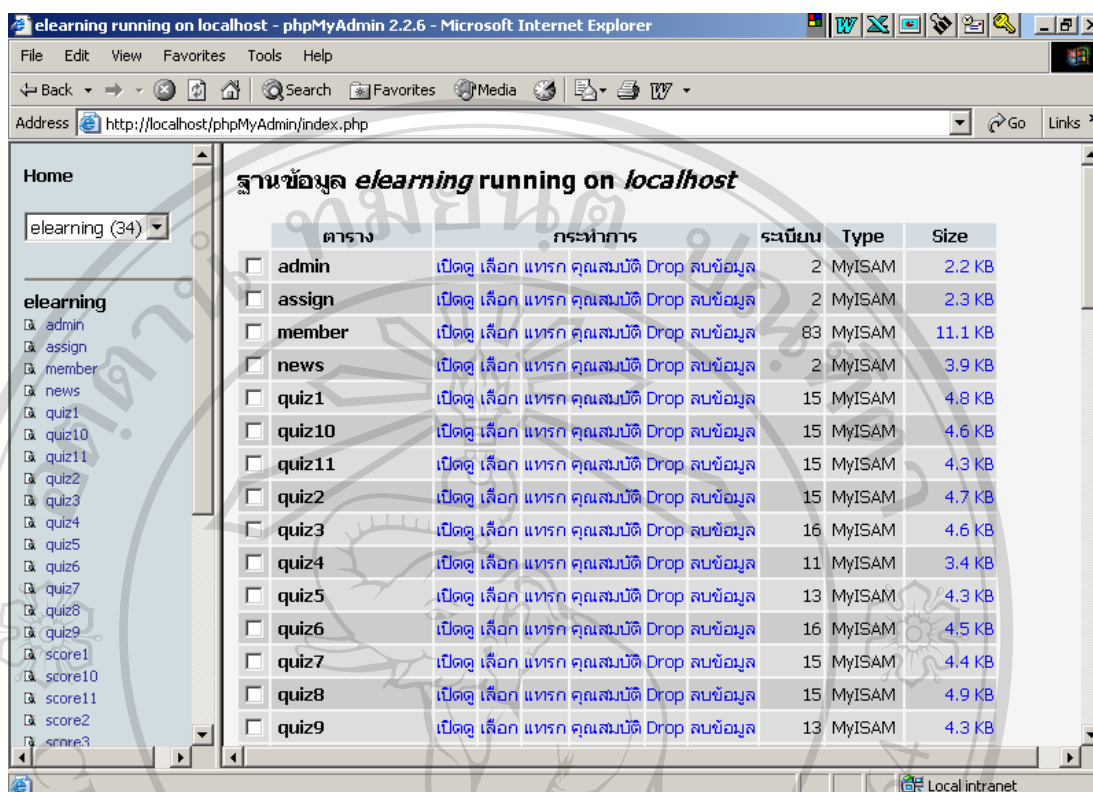 elearning running on localhost - phpMyAdmin 2.2.6 - Microsoft Internet Explorer
File Edit View Favorites Tools Help
Back Search Favorites Media
Address http://localhost/phpMyAdmin/index.php Go Links
Home
elearning (34)
elearning
admin
assign
member
news
quiz1
quiz10
quiz11
quiz2
quiz3
quiz4
quiz5
quiz6
quiz7
quiz8
quiz9
score1
score10
score11
score2
score3
ฐานข้อมูล elearning running on localhost
ตาราง กระทำการ ระเบียน Type Size
admin เปิดดู เลือก แทรก คุณสมบัติ Drop ลบข้อมูล 2 MyISAM 2.2 KB
assign เปิดดู เลือก แทรก คุณสมบัติ Drop ลบข้อมูล 2 MyISAM 2.3 KB
member เปิดดู เลือก แทรก คุณสมบัติ Drop ลบข้อมูล 83 MyISAM 11.1 KB
news เปิดดู เลือก แทรก คุณสมบัติ Drop ลบข้อมูล 2 MyISAM 3.9 KB
quiz1 เปิดดู เลือก แทรก คุณสมบัติ Drop ลบข้อมูล 15 MyISAM 4.8 KB
quiz10 เปิดดู เลือก แทรก คุณสมบัติ Drop ลบข้อมูล 15 MyISAM 4.6 KB
quiz11 เปิดดู เลือก แทรก คุณสมบัติ Drop ลบข้อมูล 15 MyISAM 4.3 KB
quiz2 เปิดดู เลือก แทรก คุณสมบัติ Drop ลบข้อมูล 15 MyISAM 4.7 KB
quiz3 เปิดดู เลือก แทรก คุณสมบัติ Drop ลบข้อมูล 16 MyISAM 4.6 KB
quiz4 เปิดดู เลือก แทรก คุณสมบัติ Drop ลบข้อมูล 11 MyISAM 3.4 KB
quiz5 เปิดดู เลือก แทรก คุณสมบัติ Drop ลบข้อมูล 13 MyISAM 4.3 KB
quiz6 เปิดดู เลือก แทรก คุณสมบัติ Drop ลบข้อมูล 16 MyISAM 4.5 KB
quiz7 เปิดดู เลือก แทรก คุณสมบัติ Drop ลบข้อมูล 15 MyISAM 4.4 KB
quiz8 เปิดดู เลือก แทรก คุณสมบัติ Drop ลบข้อมูล 15 MyISAM 4.9 KB
quiz9 เปิดดู เลือก แทรก คุณสมบัติ Drop ลบข้อมูล 13 MyISAM 4.3 KB
Local intranet